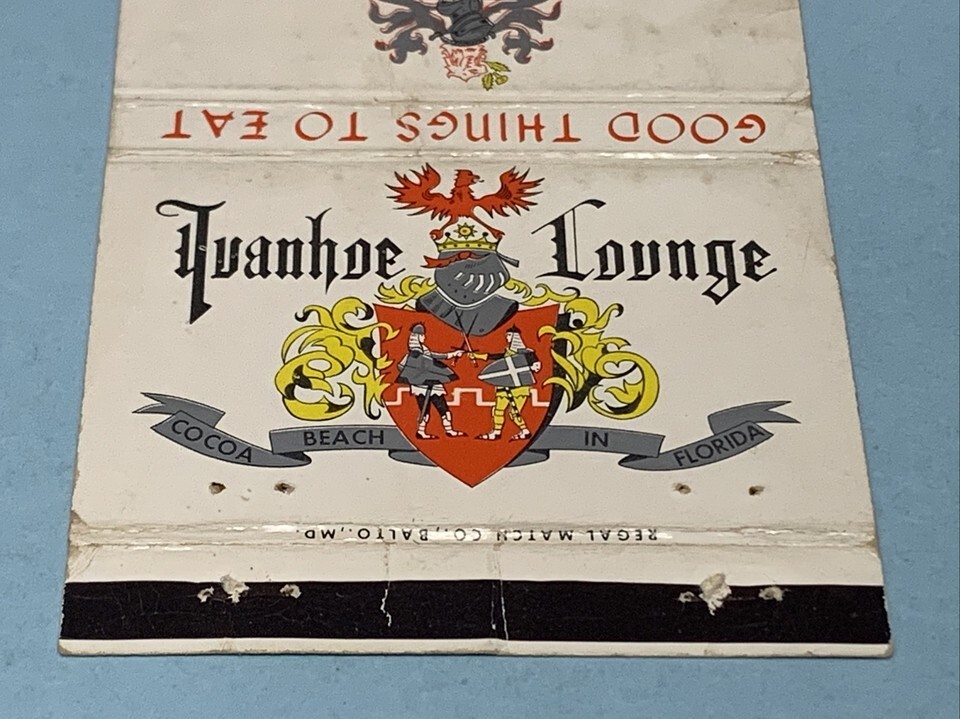 GOOD THINGS TO EAT
Ivanhoe Lounge
COCOA BEACH IN FLORIDA
REGAL MATCH CO., BALTO., MD.